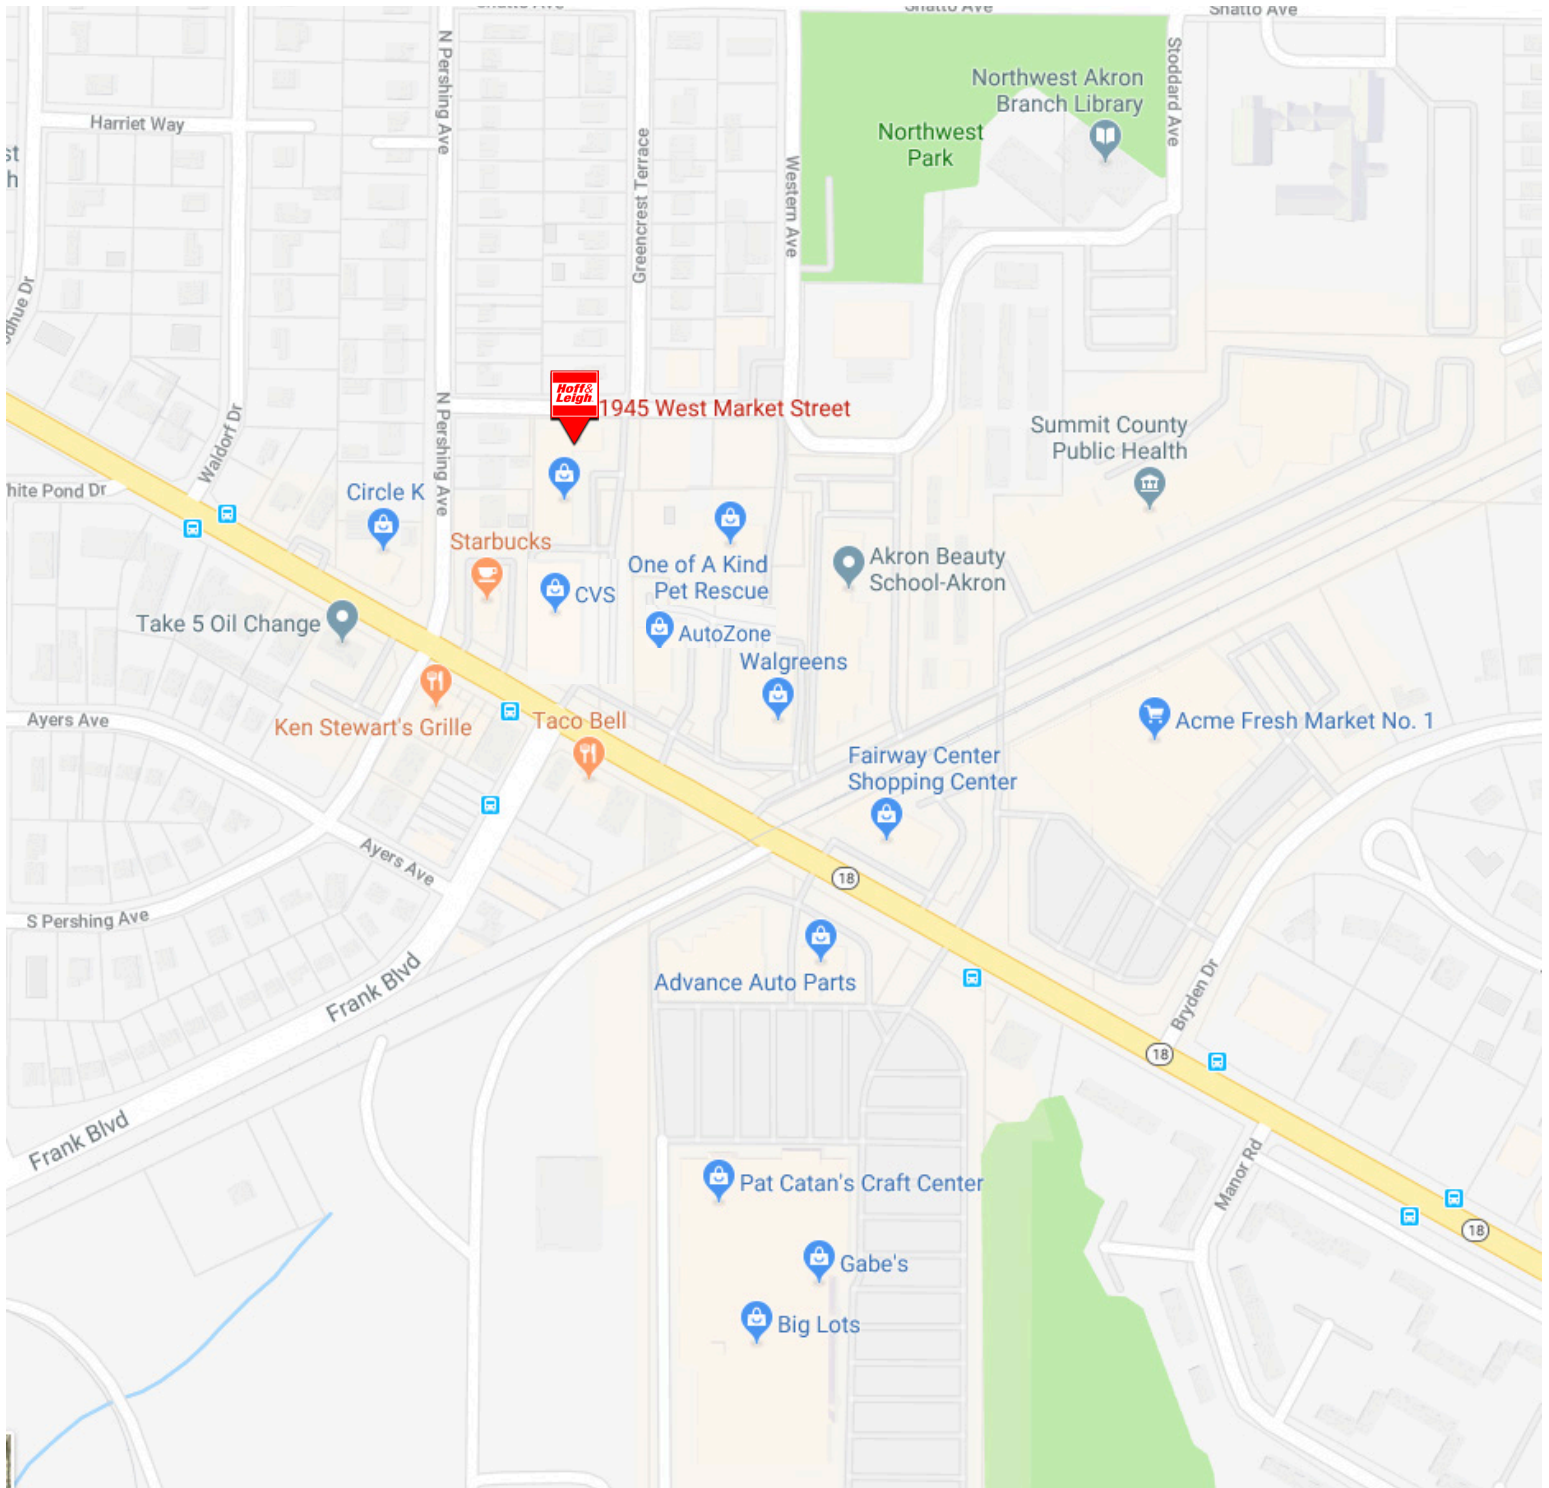 Shatto Ave
Shatto Ave
Shatto Ave
N Pershing Ave
Stoddard Ave
Northwest Akron
Branch Library
Harriet Way
Northwest
Park
Greencrest Terrace
Western Ave
Hoff&
Leigh
1945 West Market Street
N Pershing Ave
Waldorf Dr
Summit County
Public Health
Pond Dr
Circle K
Starbucks
One of A Kind
Pet Rescue
Akron Beauty
School-Akron
CVS
Take 5 Oil Change
AutoZone
Walgreens
Ayers Ave
Ken Stewart's Grille
Taco Bell
Acme Fresh Market No. 1
Fairway Center
Shopping Center
Ayers Ave
18
S Pershing Ave
Frank Blvd
Advance Auto Parts
Bryden Dr
18
Frank Blvd
Manor Rd
Pat Catan's Craft Center
18
Gabe's
Big Lots